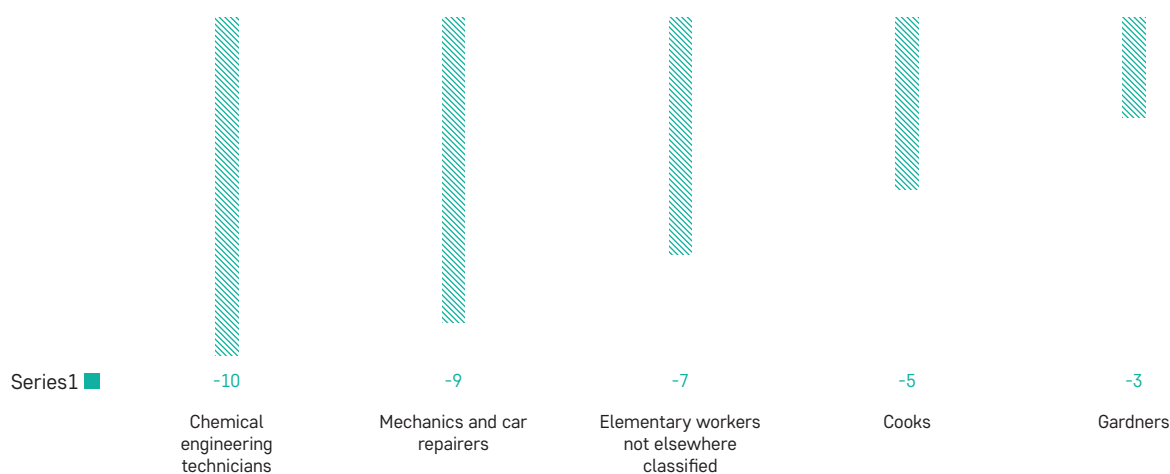 Series1 -10 -9 -7 -5 -3
Chemical
engineering
technicians
Mechanics and car
repairers
Elementary workers
not elsewhere
classified
Cooks
Gardners